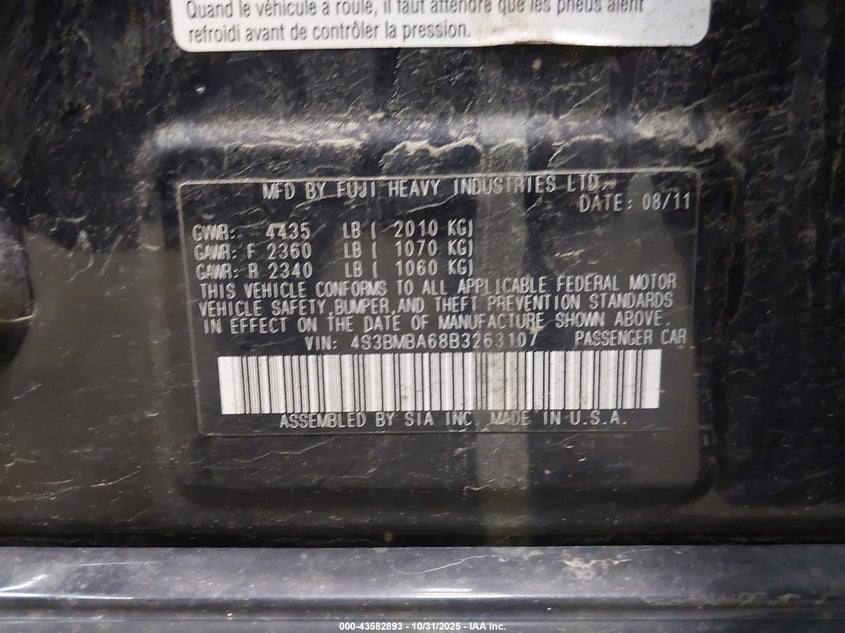 Quand le véhicule a roulé, il faut attendre que les pneus aient
refroidi avant de contrôler la pression.
MFD BY FUJI HEAVY INDUSTRIES LTD.
DATE: 08/11
GVWR: 4435 LB ( 2010 KG)
GAWR: F 2360 LB ( 1070 KG)
GAWR: R 2340 LB ( 1060 KG)
THIS VEHICLE CONFORMS TO ALL APPLICABLE FEDERAL MOTOR
VEHICLE SAFETY,BUMPER,AND THEFT PREVENTION STANDARDS
IN EFFECT ON THE DATE OF MANUFACTURE SHOWN ABOVE.
VIN: 4S3BMBA68B3263107 PASSENGER CAR
ASSEMBLED BY SIA INC. MADE IN U.S.A.
000-43582893 - 10/31/2025 - IAA Inc.